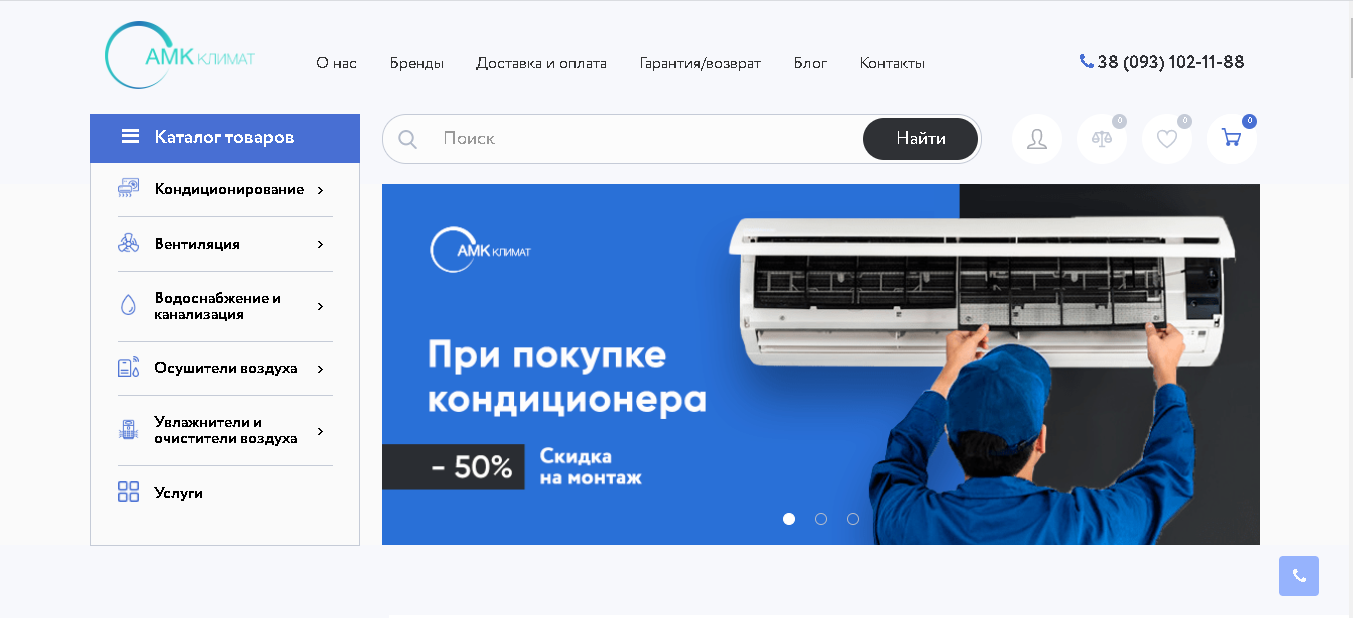 АМК КЛИМАТ
О нас
Бренды
Доставка и оплата
Гарантия/возврат
Блог
Контакты
38 (093) 102-11-88
Каталог товаров
Поиск
Найти
0
0
0
Кондиционирование
Вентиляция
Водоснабжение и
канализация
Осушители воздуха
Увлажнители и
очистители воздуха
Услуги
АМК КЛИМАТ
При покупке
кондиционера
- 50%
Скидка
на монтаж